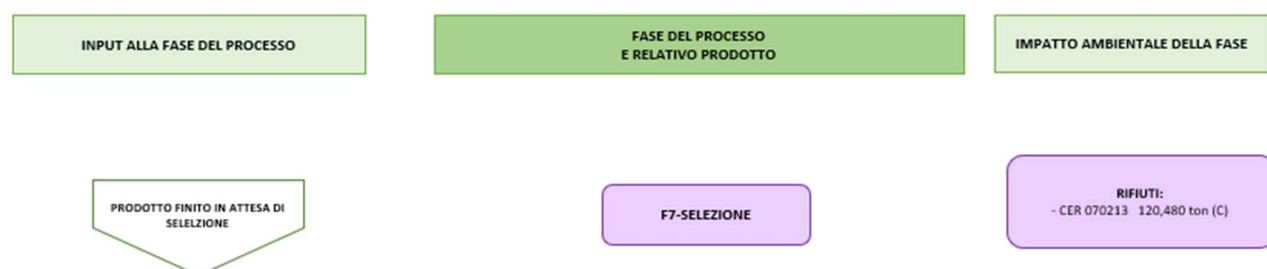 INPUT ALLA FASE DEL PROCESSO
FASE DEL PROCESSO
E RELATIVO PRODOTTO
IMPATTO AMBIENTALE DELLA FASE
PRODOTTO FINITO IN ATTESA DI
SELELZIONE
F7-SELEZIONE
RIFIUTI:
- CER 070213 120,480 ton (C)